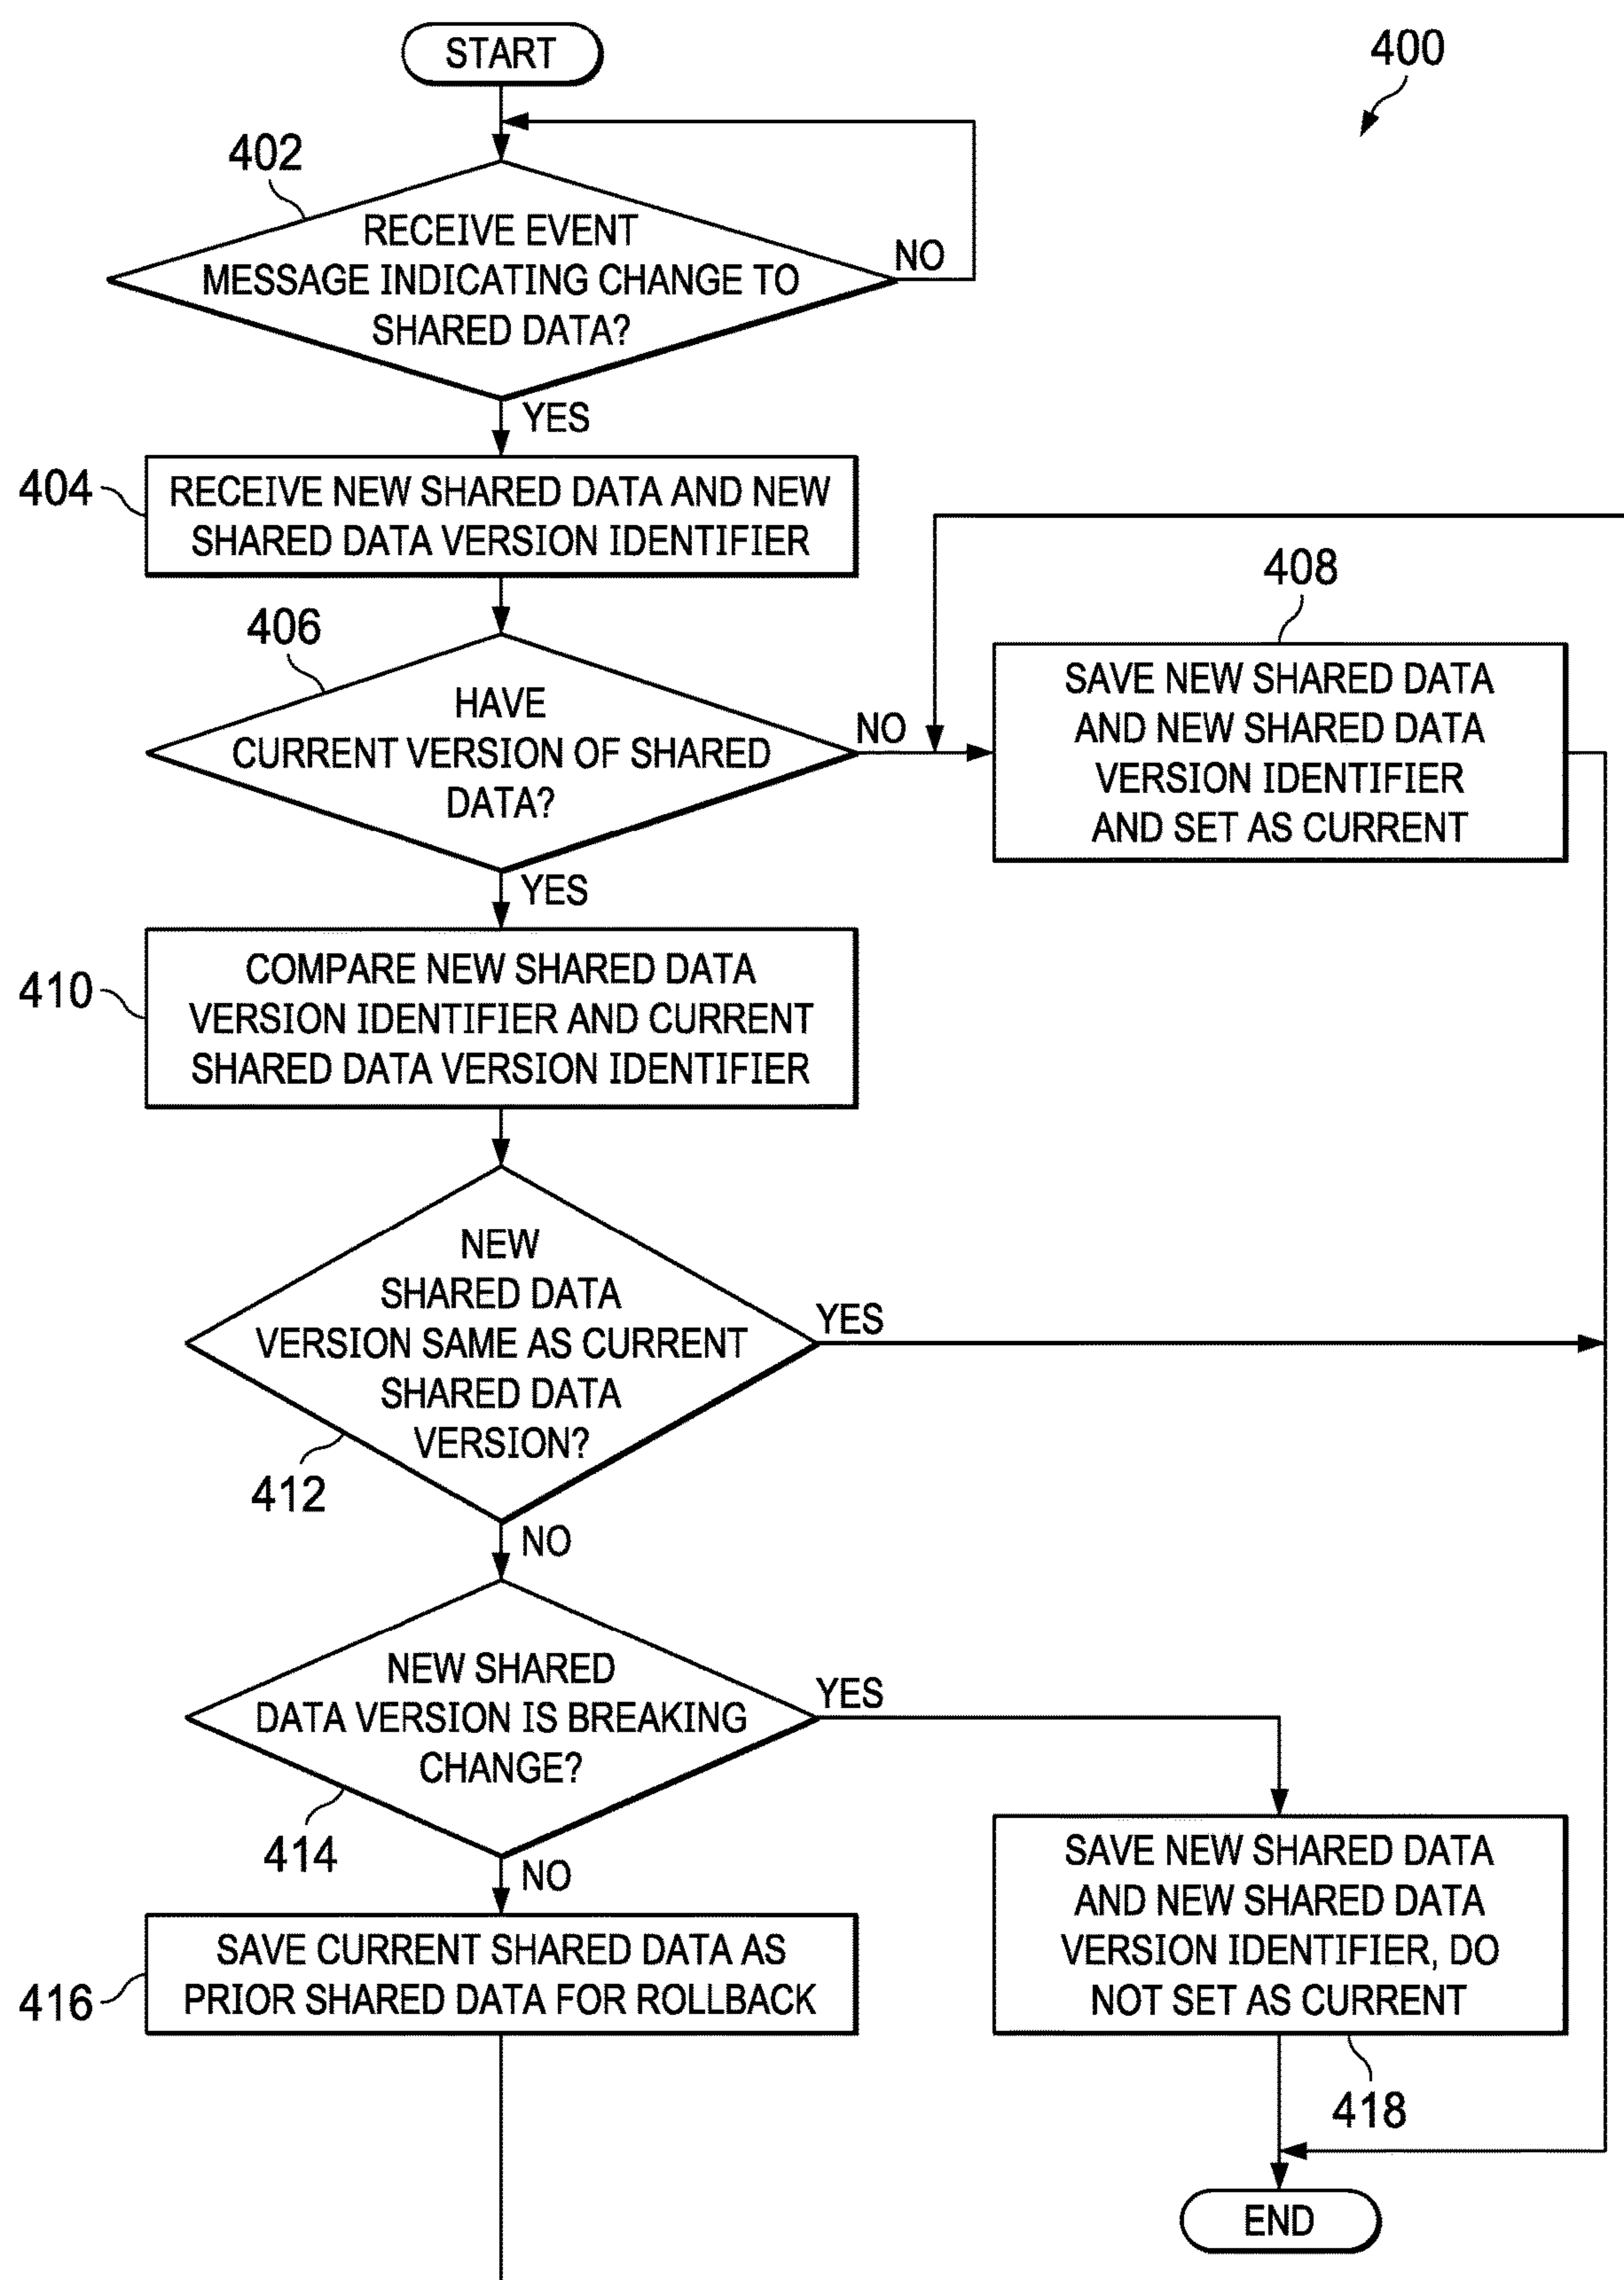 START
400
402
RECEIVE EVENT
MESSAGE INDICATING CHANGE TO
SHARED DATA?
NO
YES
404
RECEIVE NEW SHARED DATA AND NEW
SHARED DATA VERSION IDENTIFIER
406
HAVE
CURRENT VERSION OF SHARED
DATA?
NO
YES
408
SAVE NEW SHARED DATA
AND NEW SHARED DATA
VERSION IDENTIFIER
AND SET AS CURRENT
410
COMPARE NEW SHARED DATA
VERSION IDENTIFIER AND CURRENT
SHARED DATA VERSION IDENTIFIER
NEW
SHARED DATA
VERSION SAME AS CURRENT
SHARED DATA
VERSION?
YES
412
NO
NEW SHARED
DATA VERSION IS BREAKING
CHANGE?
YES
414
NO
416
SAVE CURRENT SHARED DATA AS
PRIOR SHARED DATA FOR ROLLBACK
SAVE NEW SHARED DATA
AND NEW SHARED DATA
VERSION IDENTIFIER, DO
NOT SET AS CURRENT
418
END